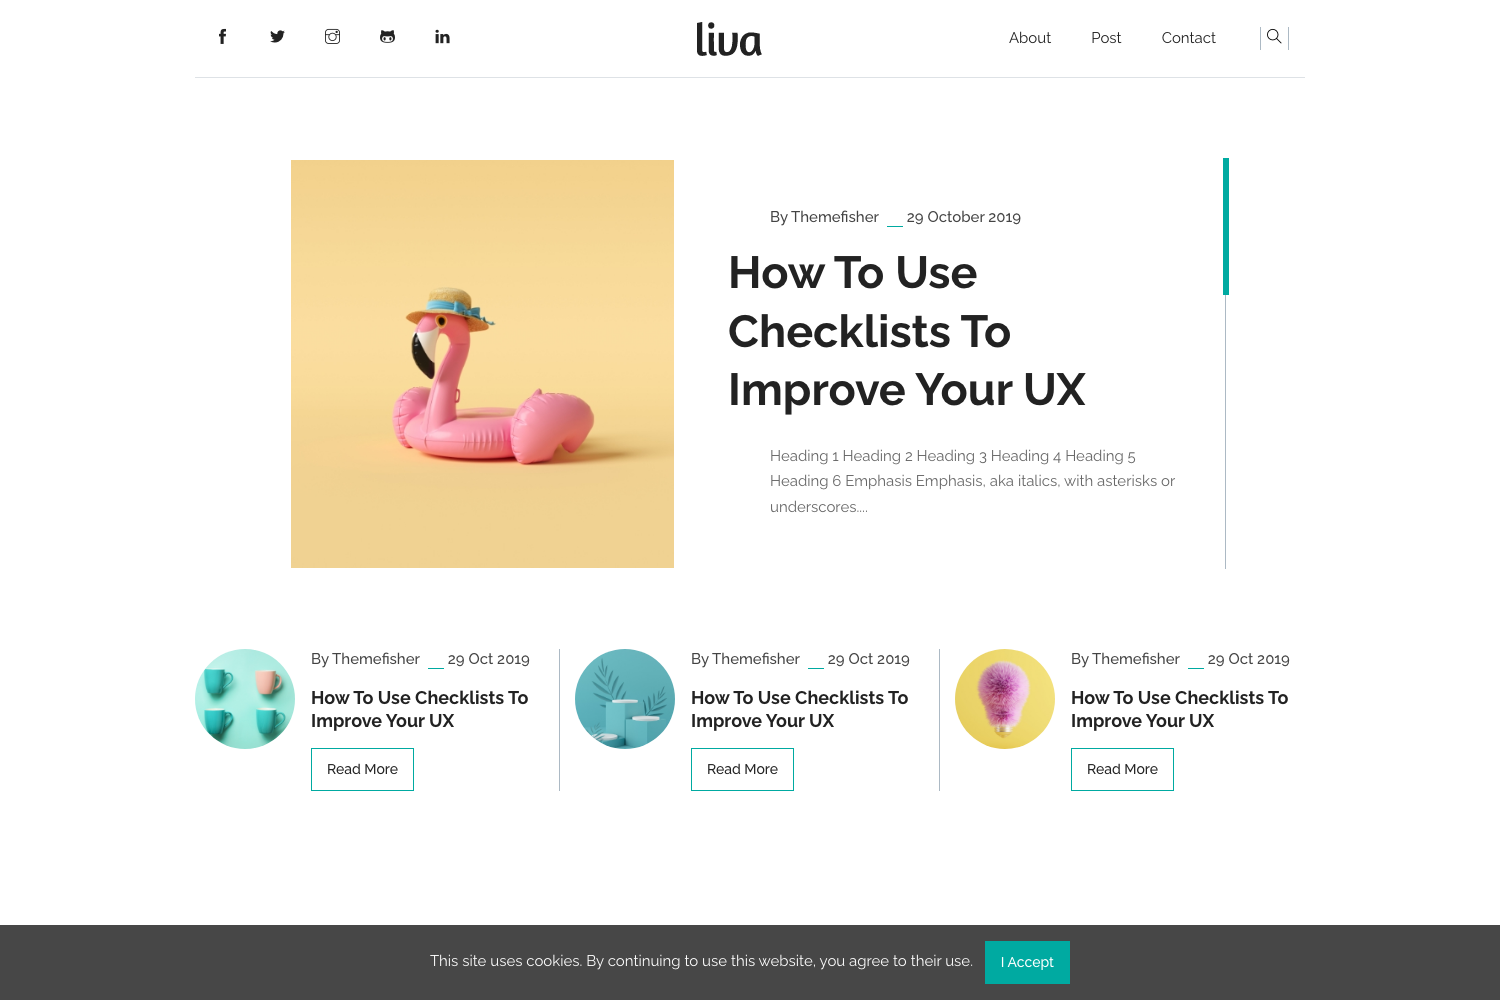 liva
About Post Contact
By Themefisher __ 29 October 2019
How To Use
Checklists To
Improve Your UX
Heading 1 Heading 2 Heading 3 Heading 4 Heading 5
Heading 6 Emphasis Emphasis, aka italics, with asterisks or
underscores....
By Themefisher __ 29 Oct 2019
How To Use Checklists To
Improve Your UX
Read More
By Themefisher __ 29 Oct 2019
How To Use Checklists To
Improve Your UX
Read More
By Themefisher __ 29 Oct 2019
How To Use Checklists To
Improve Your UX
Read More
This site uses cookies. By continuing to use this website, you agree to their use.
I Accept